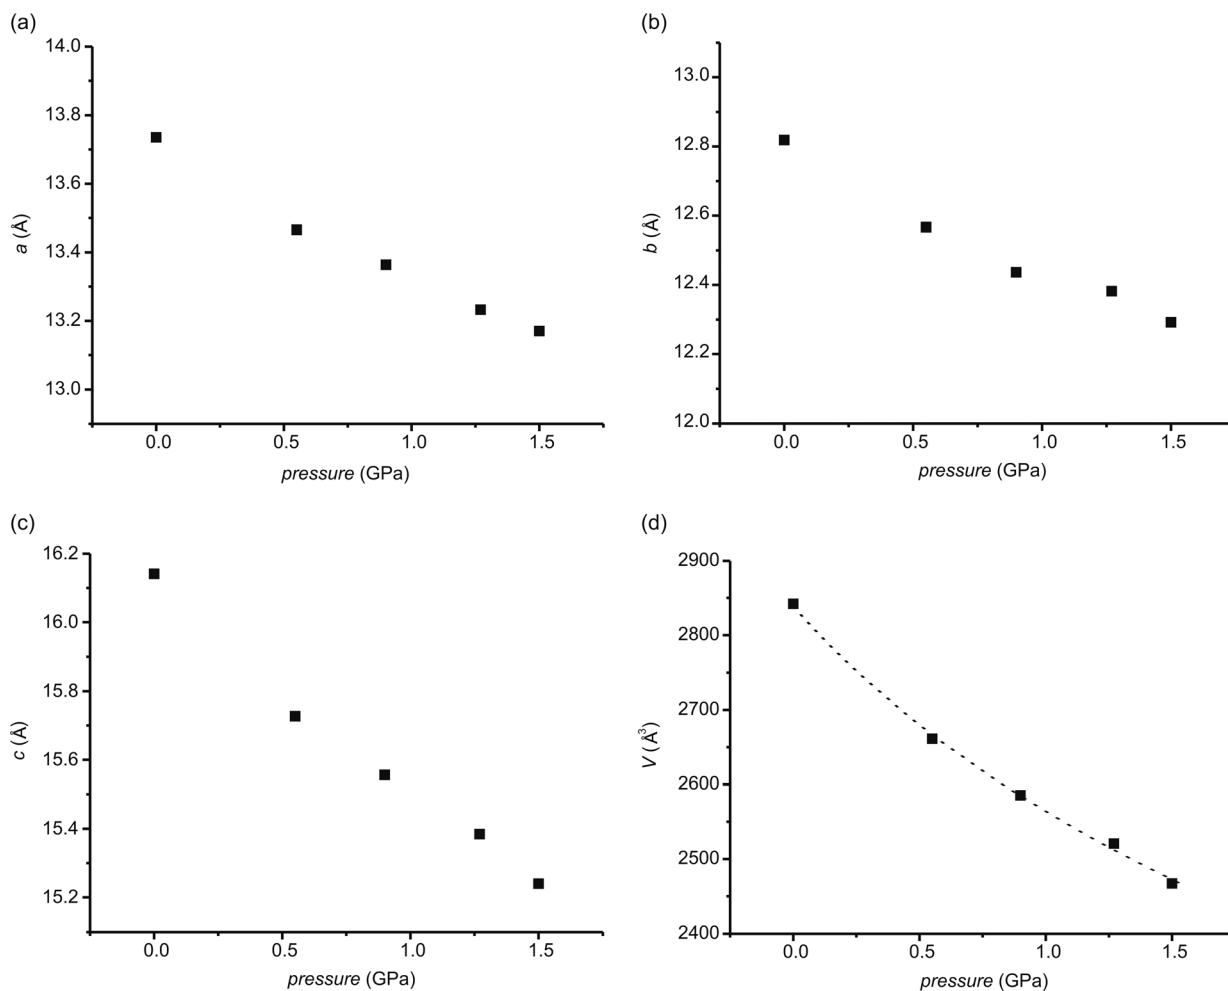 (a)
14.0
13.8
13.6
13.4
13.2
13.0
a (Å)
0.0 0.5 1.0 1.5
pressure (GPa)
(b)
13.0
12.8
12.6
12.4
12.2
12.0
b (Å)
0.0 0.5 1.0 1.5
pressure (GPa)
(c)
16.2
16.0
15.8
15.6
15.4
15.2
c (Å)
0.0 0.5 1.0 1.5
pressure (GPa)
(d)
2900
2800
2700
2600
2500
2400
V (Å³)
0.0 0.5 1.0 1.5
pressure (GPa)